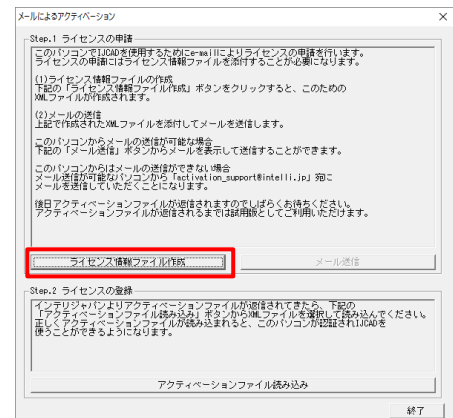 メールによるアクティベーション
Step.1 ライセンスの申請
このパソコンでIJCADを使用するためにe-mailによりライセンスの申請を行います。
ライセンスの申請にはライセンス情報ファイルを添付することが必要になります。
(1)ライセンス情報ファイルの作成
下記の「ライセンス情報ファイル作成」ボタンをクリックすると、このための
XMLファイルが作成されます。
(2)メールの送信
上記で作成されたXMLファイルを添付してメールを送信します。
このパソコンからメールの送信が可能な場合
下記の「メール送信」ボタンからメールを表示して送信することができます。
このパソコンからはメールの送信ができない場合
メール送信が可能なパソコンから「activation_support@intelli.jp」宛に
メールを送信していただくことになります。
後日アクティベーションファイルが返信されますのでしばらくお待ちください。
アクティベーションファイルが返信されるまでは試用版としてご利用いただけます。
ライセンス情報ファイル作成
メール送信
Step.2 ライセンスの登録
インテリジャパンよりアクティベーションファイルが返信されてきたら、下記の
「アクティベーションファイル読み込み」ボタンからXMLファイルを選択して読み込んでください。
正しくアクティベーションファイルが読み込まれると、このパソコンが認証されIJCADを
使うことができるようになります。
アクティベーションファイル読み込み
終了